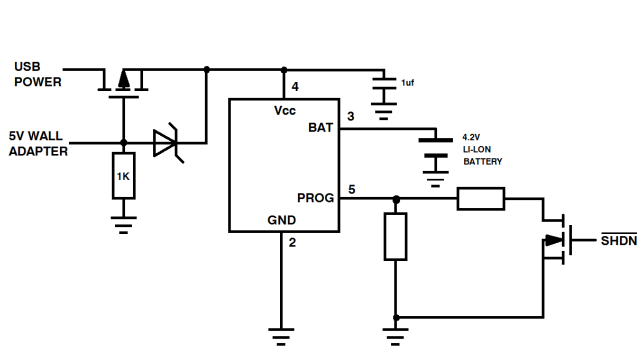 USB
POWER
5V WALL
ADAPTER
1K
4
Vcc
1uf
3
BAT
4.2V
LI-LON
BATTERY
5
PROG
GND
2
SHDN